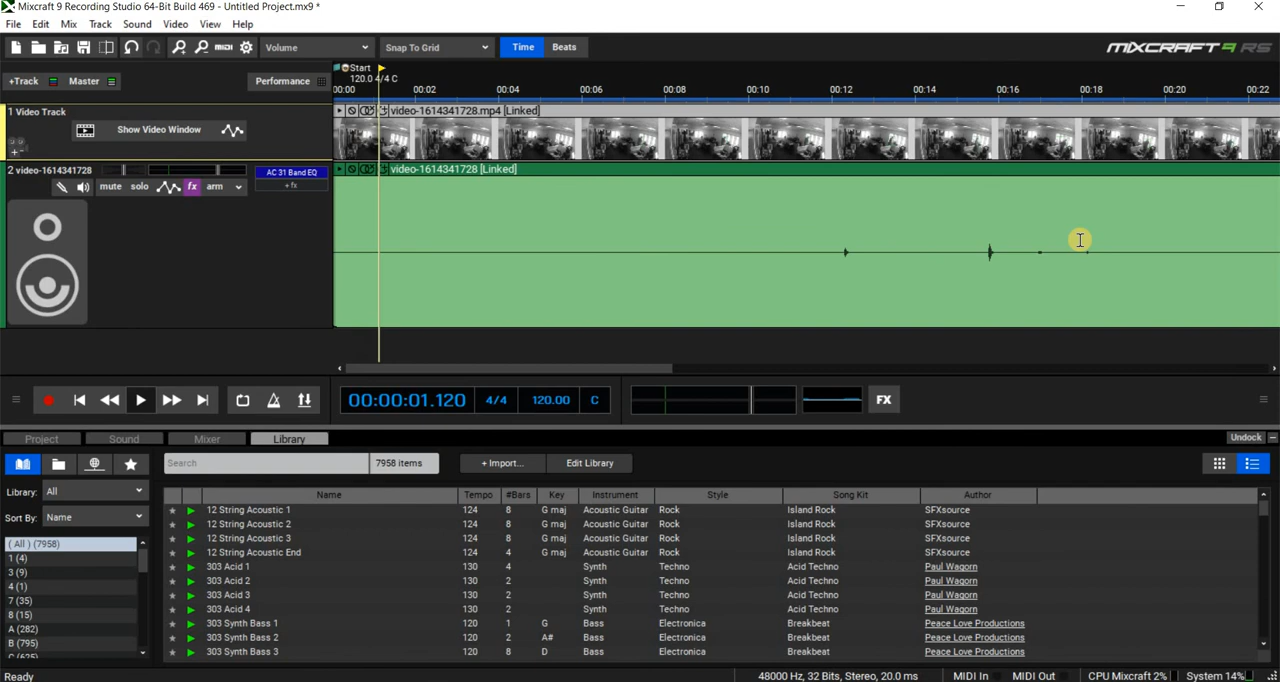 Mixcraft 9 Recording Studio 64-Bit Build 469 - Untitled Project.mx9 *
File Edit Mix Track Sound Video View Help
MIDI Volume Snap To Grid Time Beats MIXCRAFT 9 RS
+Track Master Performance
Start
120.0 4/4 C
00:00 00:02 00:04 00:06 00:08 00:10 00:12 00:14 00:16 00:18 00:20 00:22
1 Video Track
video-1614341728.mp4 [Linked]
Show Video Window
2 video-1614341728
AC 31 Band EQ
video-1614341728 [Linked]
mute solo fx arm
+ fx
00:00:01.120 4/4 120.00 C FX
Project Sound Mixer Library Undock
Search 7958 items + Import... Edit Library
Library: All
Name Tempo #Bars Key Instrument Style Song Kit Author
Sort By: Name
12 String Acoustic 1 124 8 G maj Acoustic Guitar Rock Island Rock SFXsource
12 String Acoustic 2 124 8 G maj Acoustic Guitar Rock Island Rock SFXsource
12 String Acoustic 3 124 8 G maj Acoustic Guitar Rock Island Rock SFXsource
12 String Acoustic End 124 4 G maj Acoustic Guitar Rock Island Rock SFXsource
303 Acid 1 130 4 Synth Techno Acid Techno Paul Wagorn
303 Acid 2 130 2 Synth Techno Acid Techno Paul Wagorn
303 Acid 3 130 2 Synth Techno Acid Techno Paul Wagorn
303 Acid 4 130 2 Synth Techno Acid Techno Paul Wagorn
303 Synth Bass 1 120 1 G Bass Electronica Breakbeat Peace Love Productions
303 Synth Bass 2 120 2 A# Bass Electronica Breakbeat Peace Love Productions
303 Synth Bass 3 120 8 D Bass Electronica Breakbeat Peace Love Productions
( All ) (7958)
1 (4)
3 (9)
4 (1)
7 (35)
8 (15)
A (282)
B (795)
C (625)
Ready 48000 Hz, 32 Bits, Stereo, 20.0 ms MIDI In MIDI Out CPU Mixcraft 2% System 14%